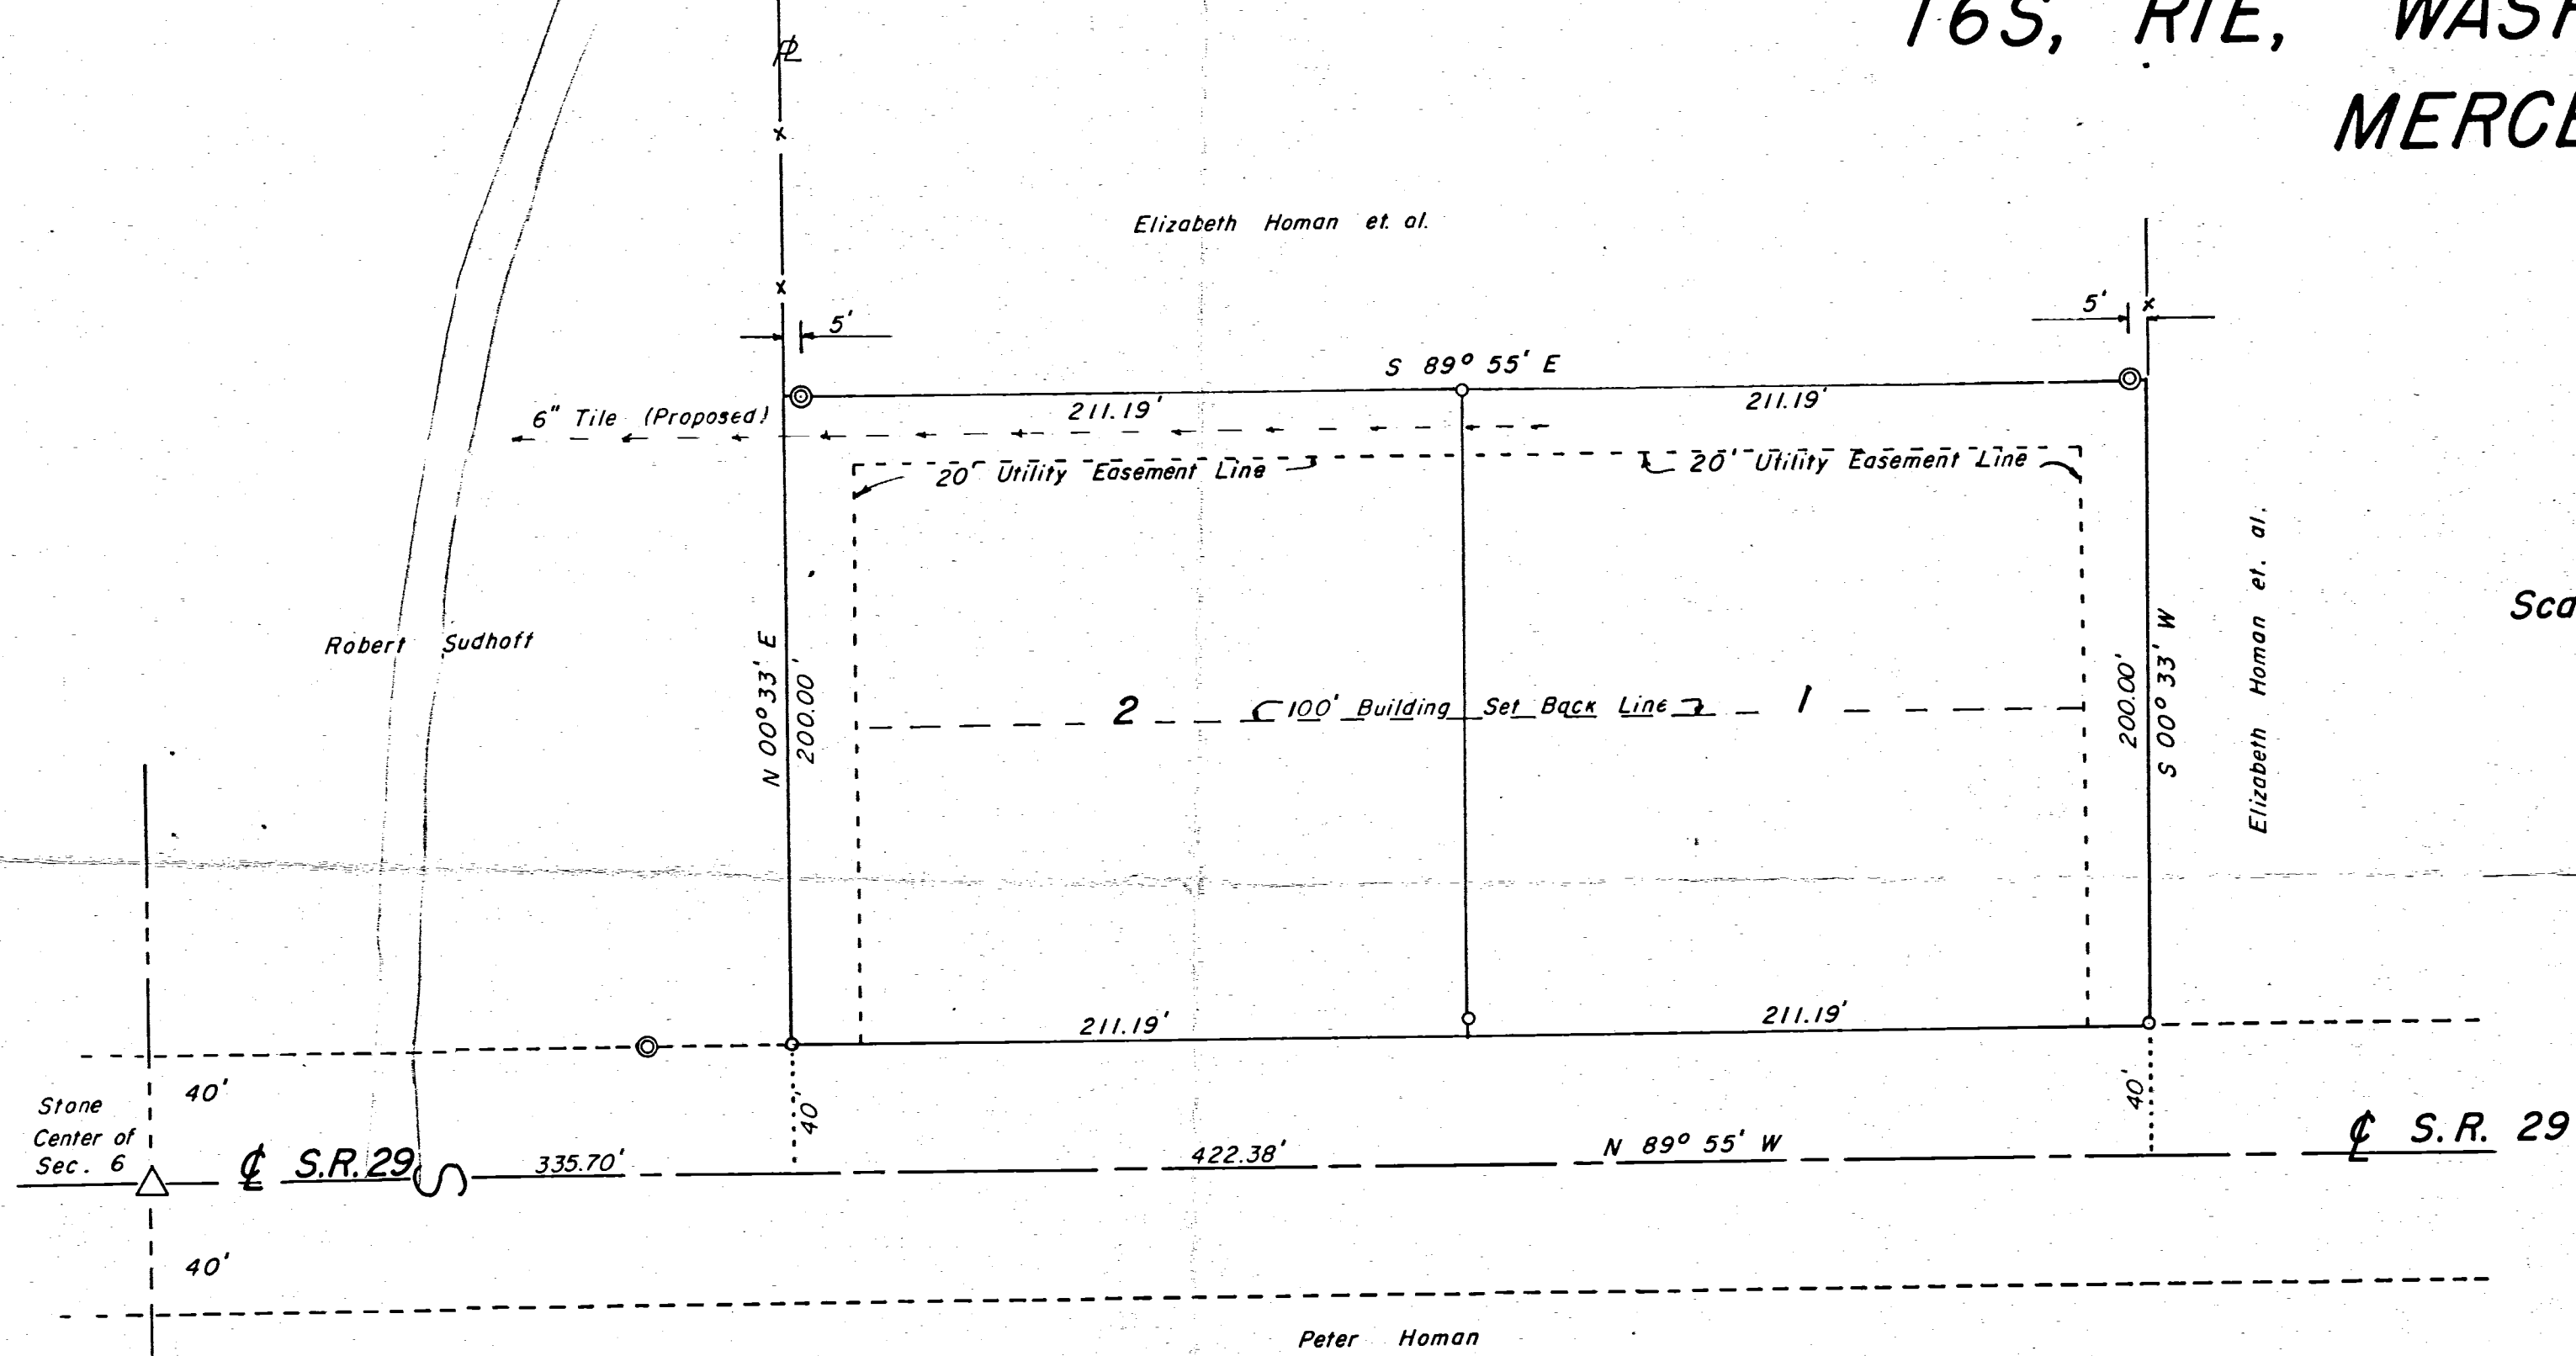 T6S, R1E, WASH
MERCE
℄
Elizabeth Homan et. al.
5'
5'
S 89° 55' E
211.19'
211.19'
6" Tile (Proposed)
20' Utility Easement Line
20' Utility Easement Line
Elizabeth Homan et. al.
Sca
Robert Sudhoff
N 00° 33' E
200.00'
200.00'
S 00° 33' W
2
100' Building Set Back Line
1
211.19'
211.19'
40'
Stone
Center of
Sec. 6
40'
40'
℄ S.R. 29
335.70'
422.38'
N 89° 55' W
℄ S.R. 29
40'
Peter Homan